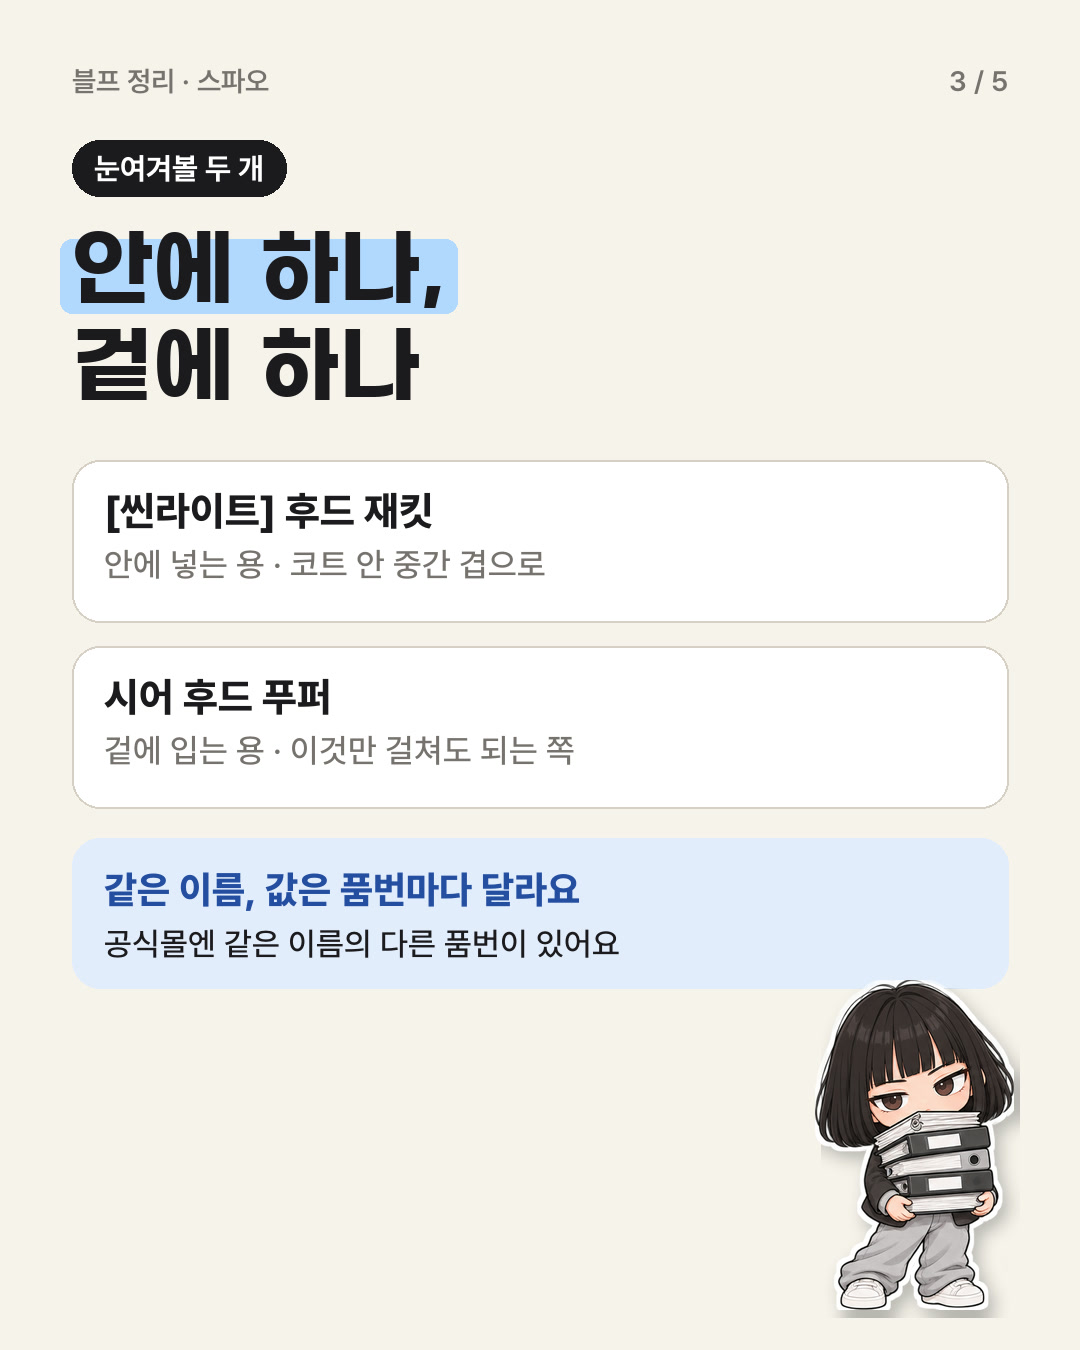 블프 정리 · 스파오
3 / 5
눈여겨볼 두 개
안에 하나,
겉에 하나
[씬라이트] 후드 재킷
안에 넣는 용 · 코트 안 중간 겹으로
시어 후드 푸퍼
겉에 입는 용 · 이것만 걸쳐도 되는 쪽
같은 이름, 값은 품번마다 달라요
공식몰엔 같은 이름의 다른 품번이 있어요